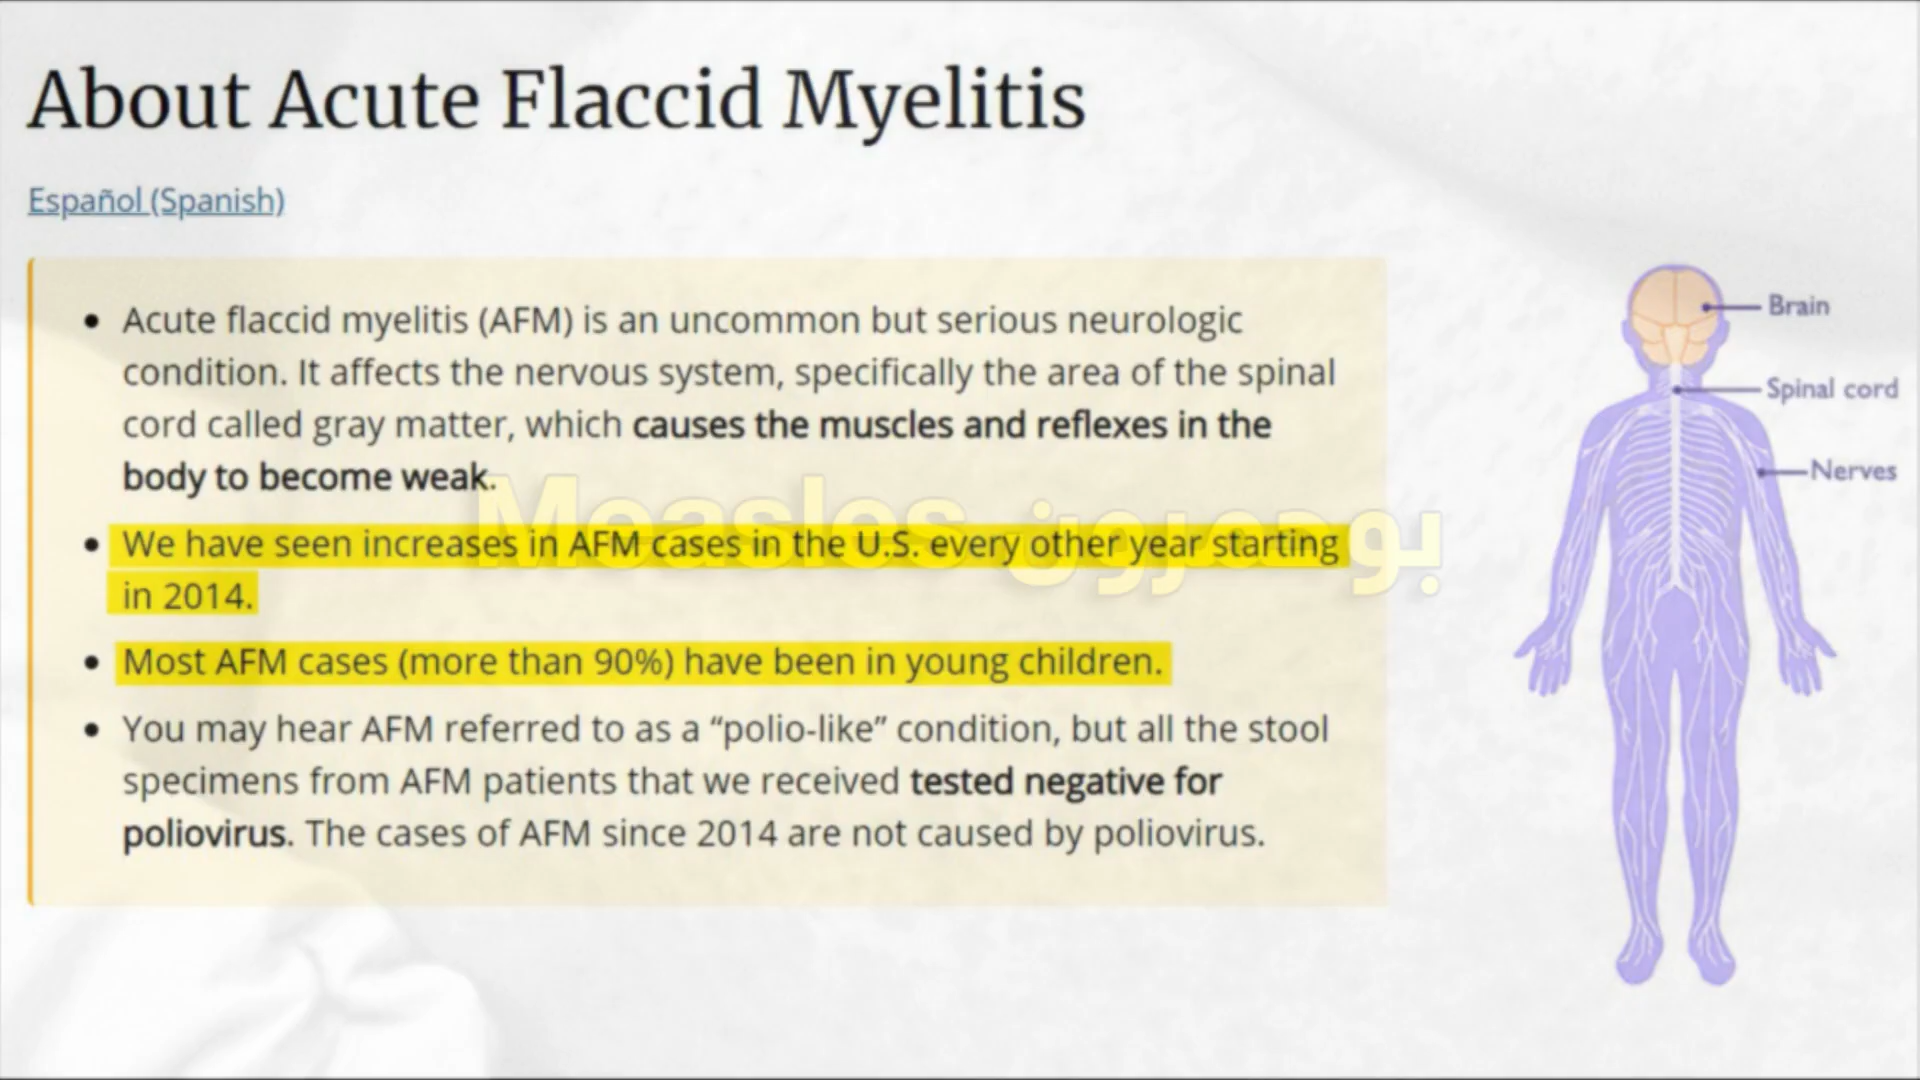 About Acute Flaccid Myelitis
Español (Spanish)
• Acute flaccid myelitis (AFM) is an uncommon but serious neurologic
condition. It affects the nervous system, specifically the area of the spinal
cord called gray matter, which causes the muscles and reflexes in the
body to become weak.
Measles بوحمرون
• We have seen increases in AFM cases in the U.S. every other year starting
in 2014.
• Most AFM cases (more than 90%) have been in young children.
• You may hear AFM referred to as a “polio-like” condition, but all the stool
specimens from AFM patients that we received tested negative for
poliovirus. The cases of AFM since 2014 are not caused by poliovirus.
Brain
Spinal cord
Nerves